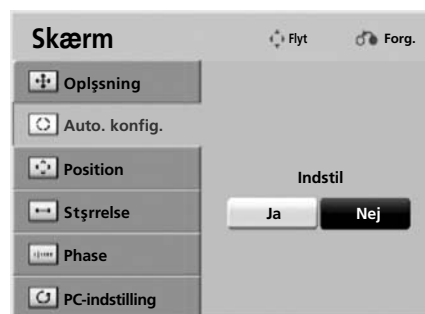 Skærm
Flyt
Forg.
Oplşsning
Auto. konfig.
Position
Stşrrelse
Phase
PC-indstilling
Indstil
Ja
Nej